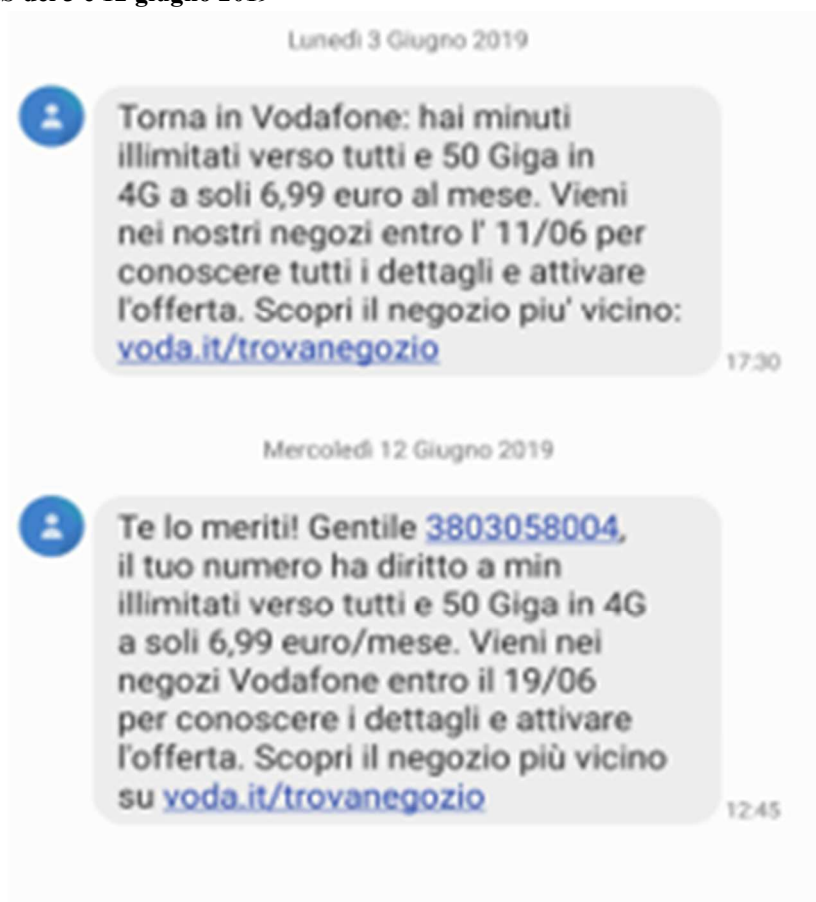 giugno 2019
Lunedì 3 Giugno 2019
Torna in Vodafone: hai minuti
illimitati verso tutti e 50 Giga in
4G a soli 6,99 euro al mese. Vieni
nei nostri negozi entro l' 11/06 per
conoscere tutti i dettagli e attivare
l'offerta. Scopri il negozio piu' vicino:
voda.it/trovanegozio
17:30
Mercoledì 12 Giugno 2019
Te lo meriti! Gentile 3803058004,
il tuo numero ha diritto a min
illimitati verso tutti e 50 Giga in 4G
a soli 6,99 euro/mese. Vieni nei
negozi Vodafone entro il 19/06
per conoscere i dettagli e attivare
l'offerta. Scopri il negozio più vicino
su voda.it/trovanegozio
12:45